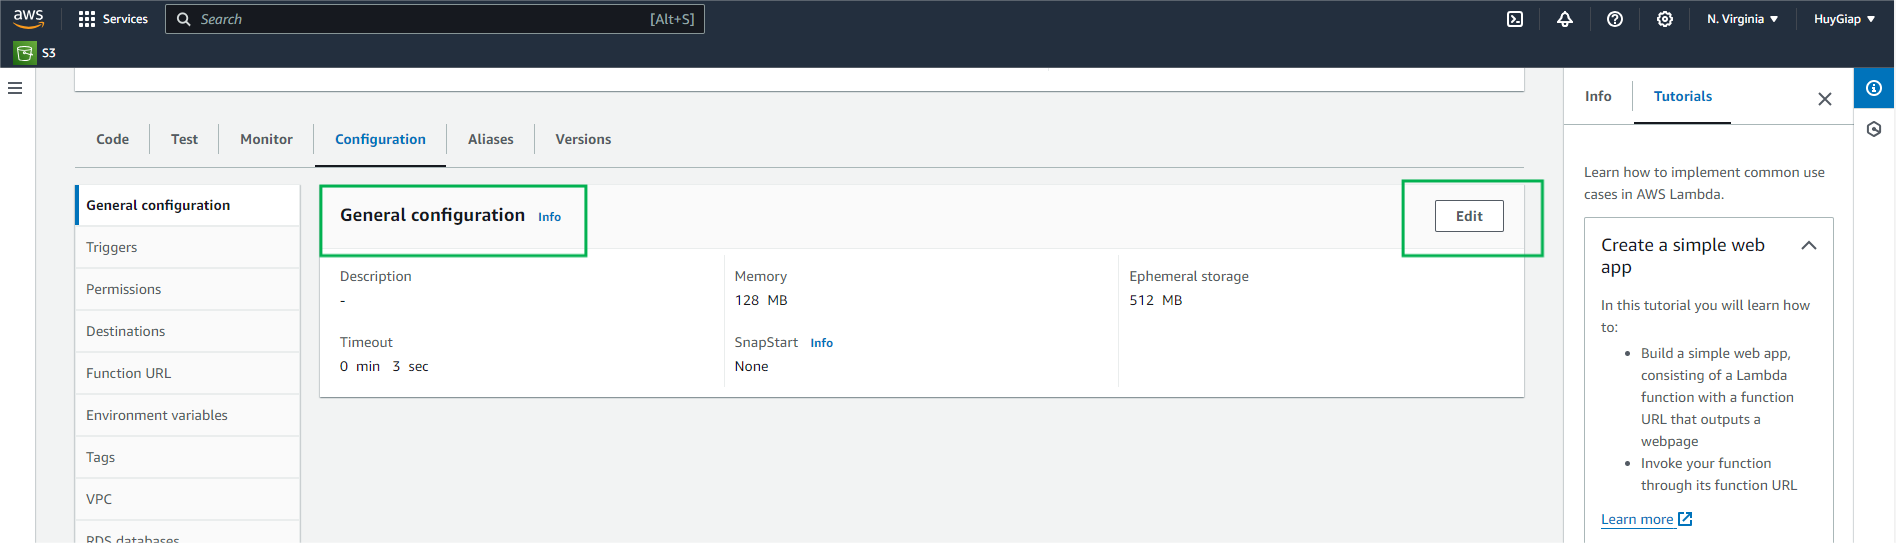 aws
Services
Search
[Alt+S]
N. Virginia
HuyGiap
S3
Code
Test
Monitor
Configuration
Aliases
Versions
General configuration
Triggers
Permissions
Destinations
Function URL
Environment variables
Tags
VPC
RDS databases
General configuration Info
Edit
Description
-
Memory
128 MB
Ephemeral storage
512 MB
Timeout
0 min 3 sec
SnapStart Info
None
Info
Tutorials
Learn how to implement common use
cases in AWS Lambda.
Create a simple web
app
In this tutorial you will learn how
to:
• Build a simple web app,
consisting of a Lambda
function with a function
URL that outputs a
webpage
• Invoke your function
through its function URL
Learn more